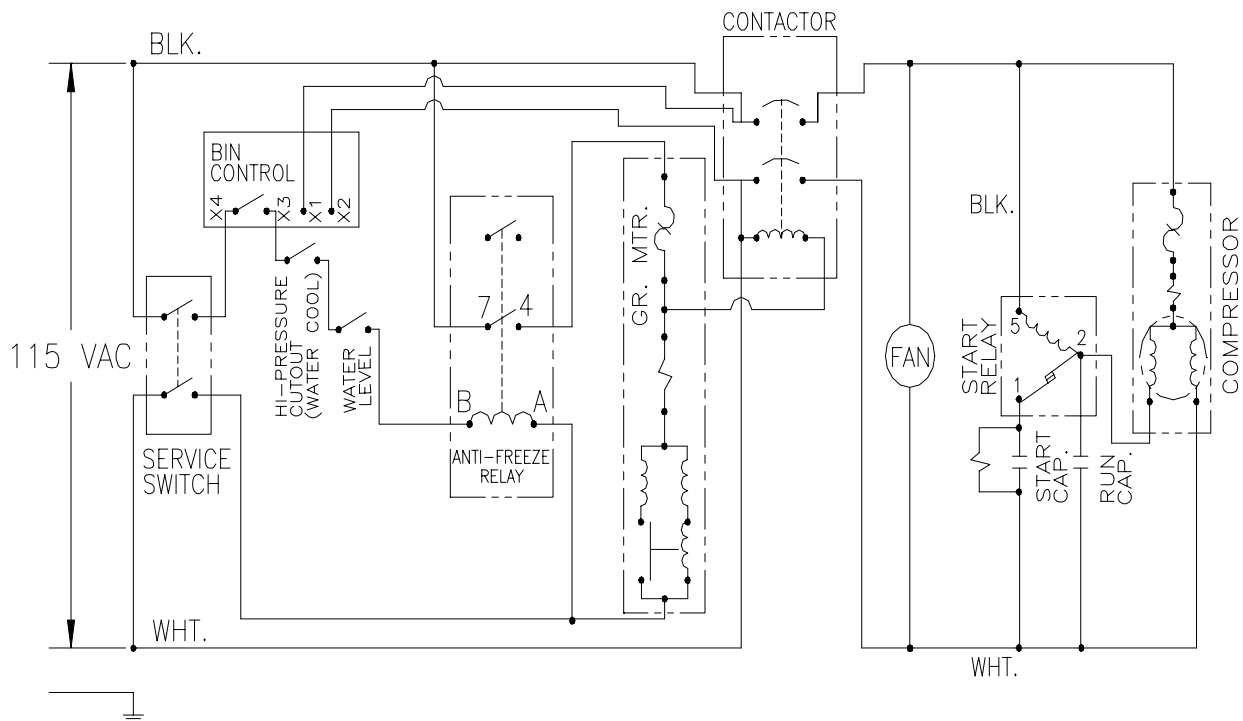 CONTACTOR
BLK.
BIN
CONTROL
X4
X3
X1
X2
GR. MTR.
BLK.
COMPRESSOR
7 4
115 VAC
HI-PRESSURE
CUTOUT
(WATER COOL)
WATER
LEVEL
FAN
START
RELAY
5
2
1
B A
ANTI-FREEZE
RELAY
SERVICE
SWITCH
START
CAP.
RUN
CAP.
WHT.
WHT.